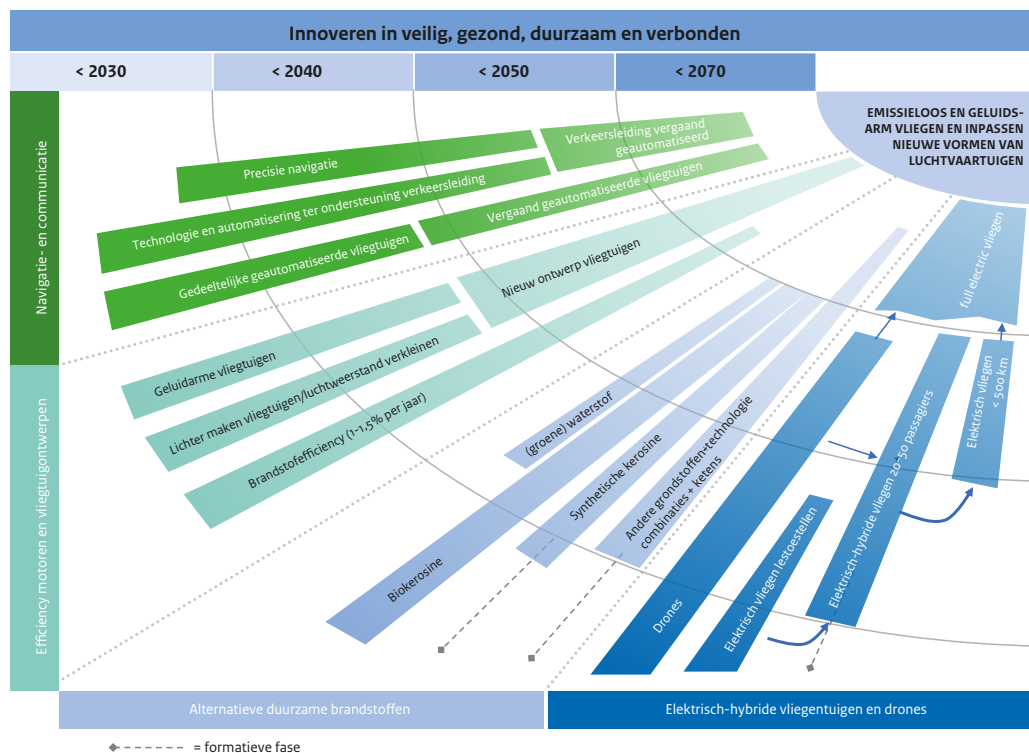 Innoveren in veilig, gezond, duurzaam en verbonden
< 2030
< 2040
< 2050
< 2070
EMISSIELOOS EN GELUIDS-
ARM VLIEGEN EN INPASSEN
NIEUWE VORMEN VAN
LUCHTVAARTUIGEN
Navigatie- en communicatie
Precisie navigatie
Verkeersleiding vergaand
geautomatiseerd
Technologie en automatisering ter ondersteuning verkeersleiding
Gedeeltelijke geautomatiseerde vliegtuigen
Vergaand geautomatiseerde vliegtuigen
Efficiency motoren en vliegtuigontwerpen
Geluidarme vliegtuigen
Nieuw ontwerp vliegtuigen
Lichter maken vliegtuigen/luchtweerstand verkleinen
Brandstofefficiency (1-1,5% per jaar)
Biokerosine
(groene) waterstof
Synthetische kerosine
Andere grondstoffen+technologie
combinaties + ketens
Drones
Elektrisch vliegen lestoestellen
Elektrisch-hybride vliegen 20-50 passagiers
Elektrisch vliegen
< 500 km
full electric vliegen
Alternatieve duurzame brandstoffen
Elektrisch-hybride vliegentuigen en drones
= formatieve fase